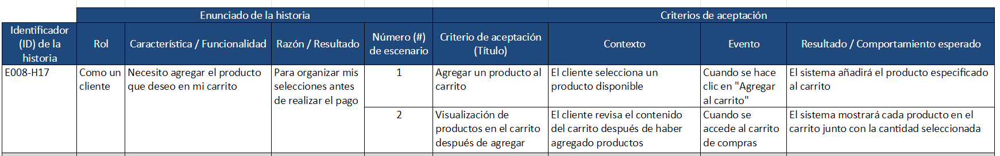 Enunciado de la historia
Criterios de aceptación
Identificador
(ID) de la
historia
Rol
Característica / Funcionalidad
Razón / Resultado
Número (#)
de escenario
Criterio de aceptación
(Título)
Contexto
Evento
Resultado / Comportamiento esperado
E008-H17
Como un
cliente
Necesito agregar el producto
que deseo en mi carrito
Para organizar mis
selecciones antes
de realizar el pago
1
Agregar un producto al
carrito
El cliente selecciona un
producto disponible
Cuando se hace
clic en "Agregar
al carrito"
El sistema añadirá el producto especificado
al carrito
2
Visualización de
productos en el carrito
después de agregar
El cliente revisa el contenido
del carrito después de haber
agregado productos
Cuando se
accede al carrito
de compras
El sistema mostrará cada producto en el
carrito junto con la cantidad seleccionada